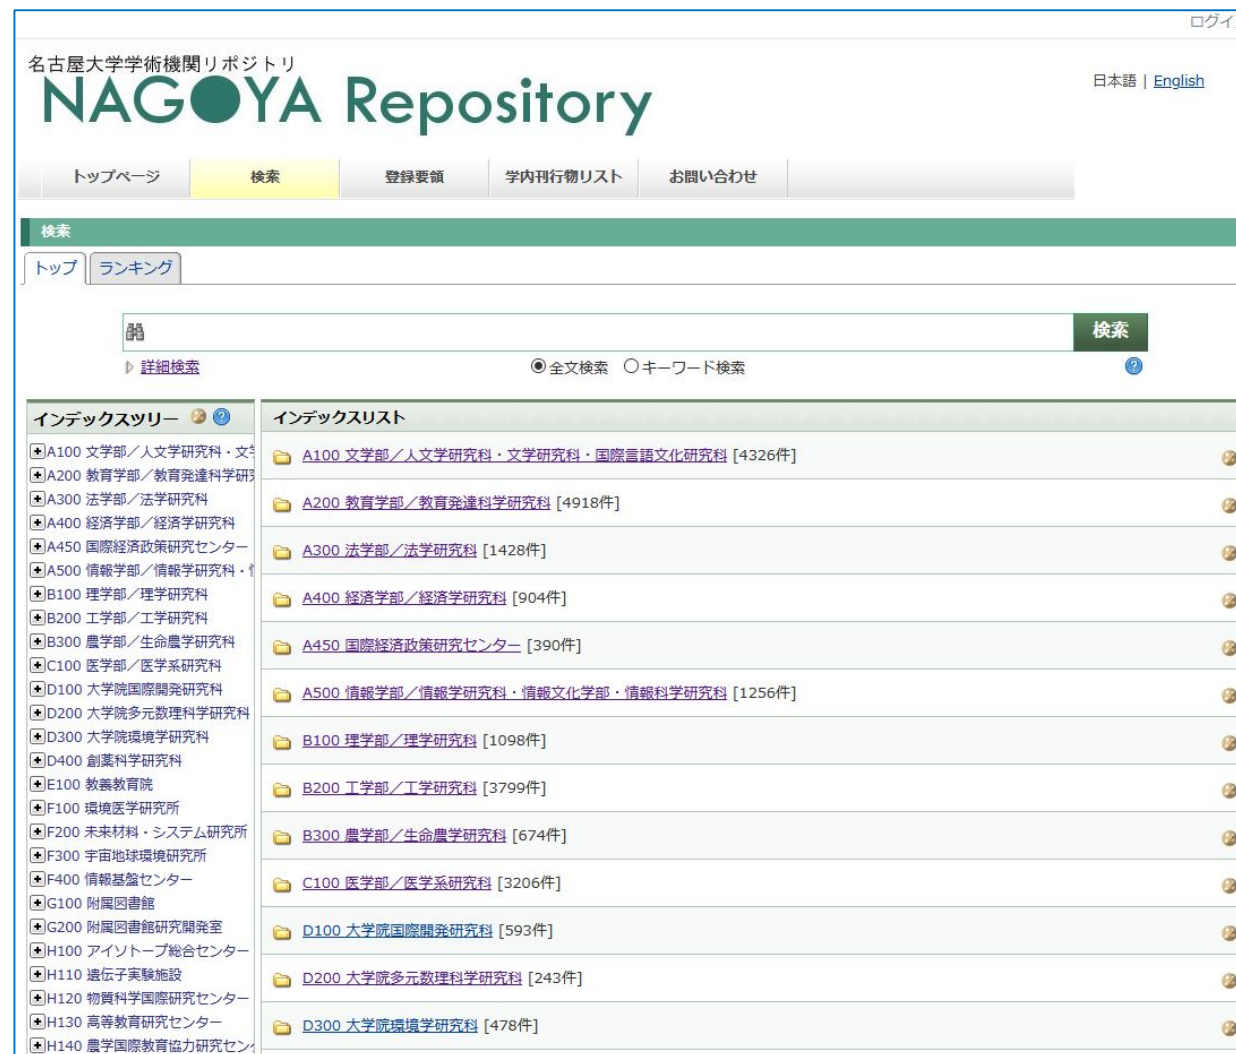 ログイ
名古屋大学学術機関リポジトリ
NAGOYA Repository
日本語 | English
トップページ 検索 登録要領 学内刊行物リスト お問い合わせ
検索
トップ ランキング
検索
詳細検索 全文検索 キーワード検索
インデックスツリー
A100 文学部／人文学研究科・文学
A200 教育学部／教育発達科学研究
A300 法学部／法学研究科
A400 経済学部／経済学研究科
A450 国際経済政策研究センター
A500 情報学部／情報学研究科・
B100 理学部／理学研究科
B200 工学部／工学研究科
B300 農学部／生命農学研究科
C100 医学部／医学系研究科
D100 大学院国際開発研究科
D200 大学院多元数理科学研究科
D300 大学院環境学研究科
D400 創薬科学研究科
E100 教養教育院
F100 環境医学研究所
F200 未来材料・システム研究所
F300 宇宙地球環境研究所
F400 情報基盤センター
G100 附属図書館
G200 附属図書館研究開発室
H100 アイソトープ総合センター
H110 遺伝子実験施設
H120 物質科学国際研究センター
H130 高等教育研究センター
H140 農学国際教育協力研究セン
インデックスリスト
A100 文学部／人文学研究科・文学研究科・国際言語文化研究科 [4326件]
A200 教育学部／教育発達科学研究科 [4918件]
A300 法学部／法学研究科 [1428件]
A400 経済学部／経済学研究科 [904件]
A450 国際経済政策研究センター [390件]
A500 情報学部／情報学研究科・情報文化学部・情報科学研究科 [1256件]
B100 理学部／理学研究科 [1098件]
B200 工学部／工学研究科 [3799件]
B300 農学部／生命農学研究科 [674件]
C100 医学部／医学系研究科 [3206件]
D100 大学院国際開発研究科 [593件]
D200 大学院多元数理科学研究科 [243件]
D300 大学院環境学研究科 [478件]